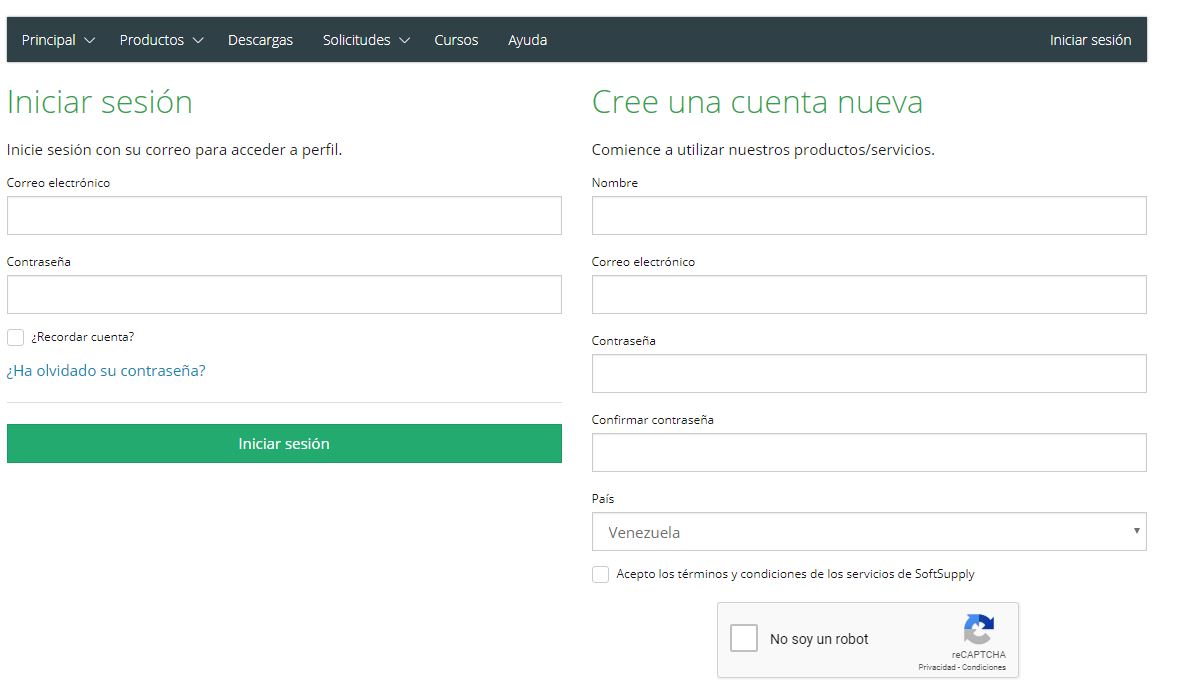 Principal Productos Descargas Solicitudes Cursos Ayuda Iniciar sesión
Iniciar sesión
Inicie sesión con su correo para acceder a perfil.
Correo electrónico
Contraseña
¿Recordar cuenta?
¿Ha olvidado su contraseña?
Iniciar sesión
Cree una cuenta nueva
Comience a utilizar nuestros productos/servicios.
Nombre
Correo electrónico
Contraseña
Confirmar contraseña
País
Venezuela
Acepto los términos y condiciones de los servicios de SoftSupply
No soy un robot
reCAPTCHA
Privacidad - Condiciones